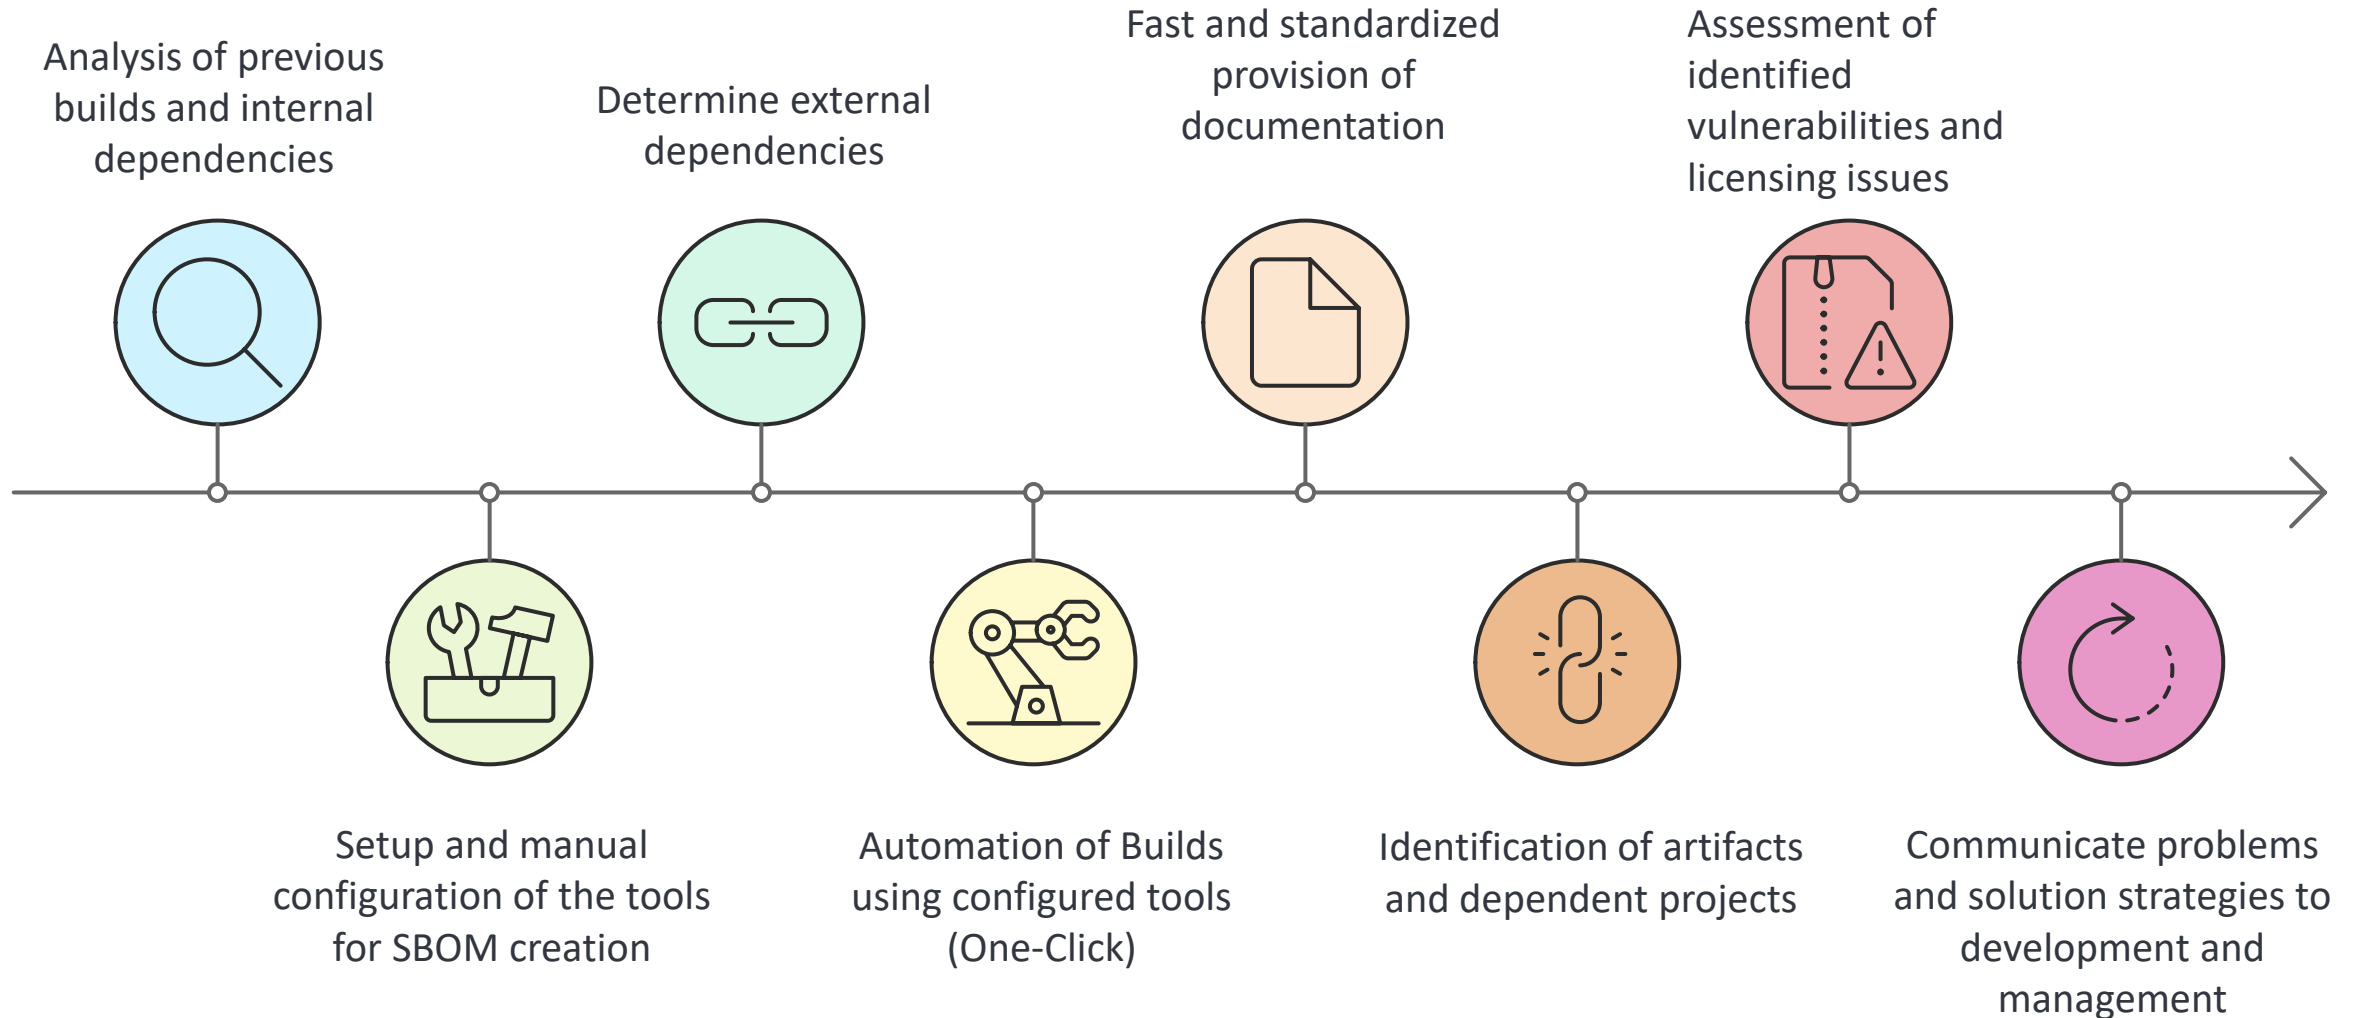 Analysis of previous
builds and internal
dependencies
Setup and manual
configuration of the tools
for SBOM creation
Determine external
dependencies
Automation of Builds
using configured tools
(One-Click)
Fast and standardized
provision of
documentation
Identification of artifacts
and dependent projects
Assessment of
identified
vulnerabilities and
licensing issues
Communicate problems
and solution strategies to
development and
management